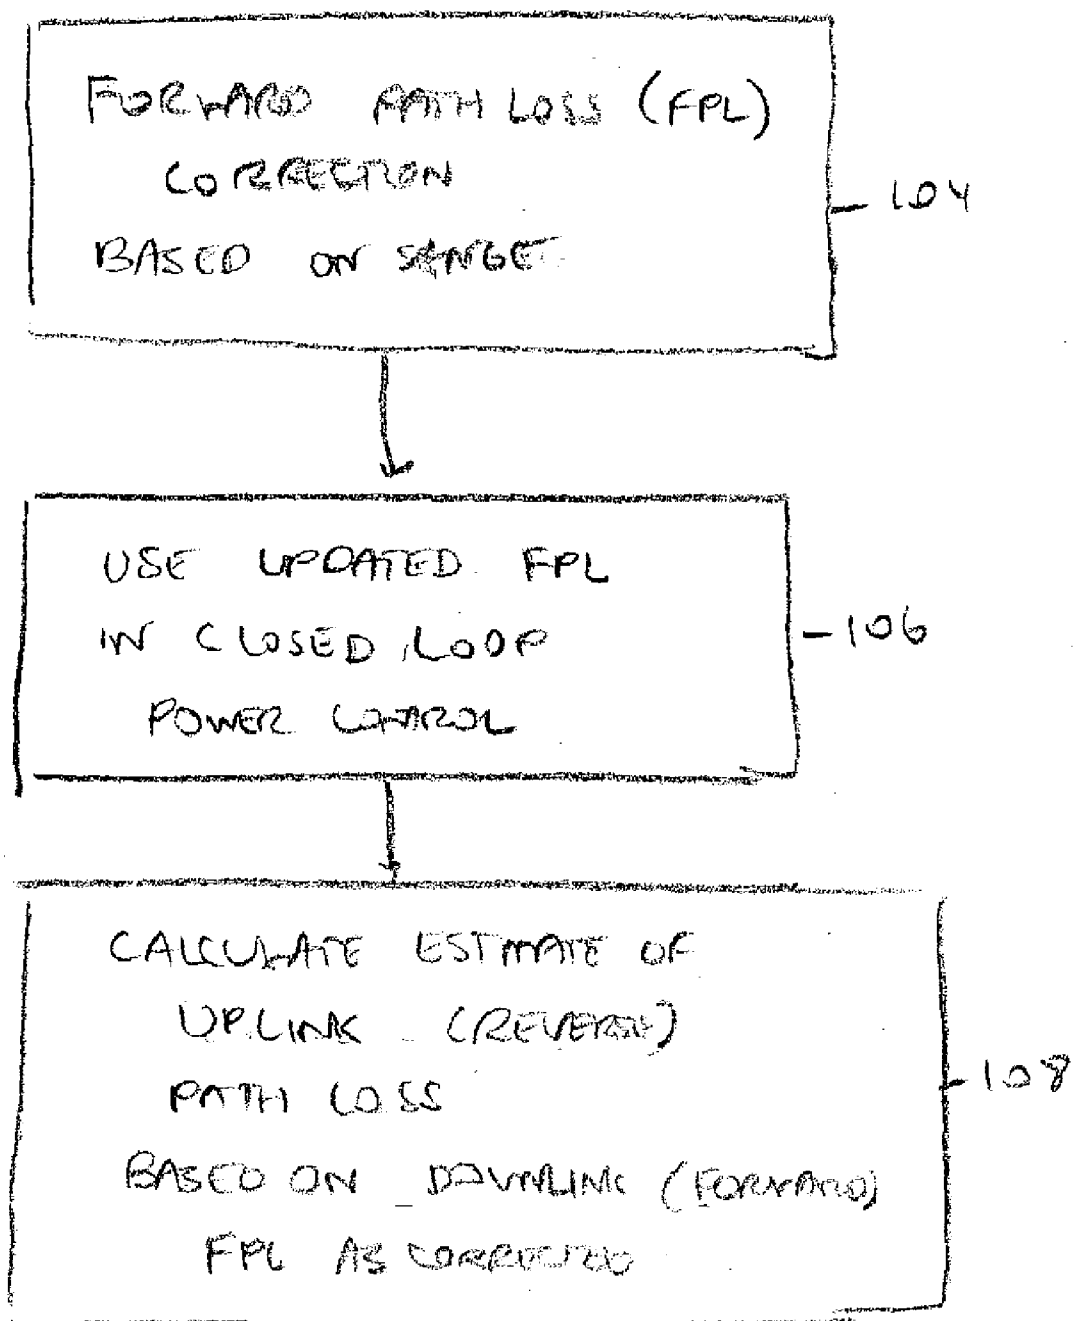 FORWARD PATH LOSS (FPL)
CORRECTION
BASED ON
104
USE UPDATED FPL
IN CLOSED LOOP
POWER CONTROL
106
CALCULATE ESTIMATE OF
UPLINK (REVERSE)
PATH LOSS
108
BASED ON DOWNLINK (FORWARD)
FPL AS CORRECTED